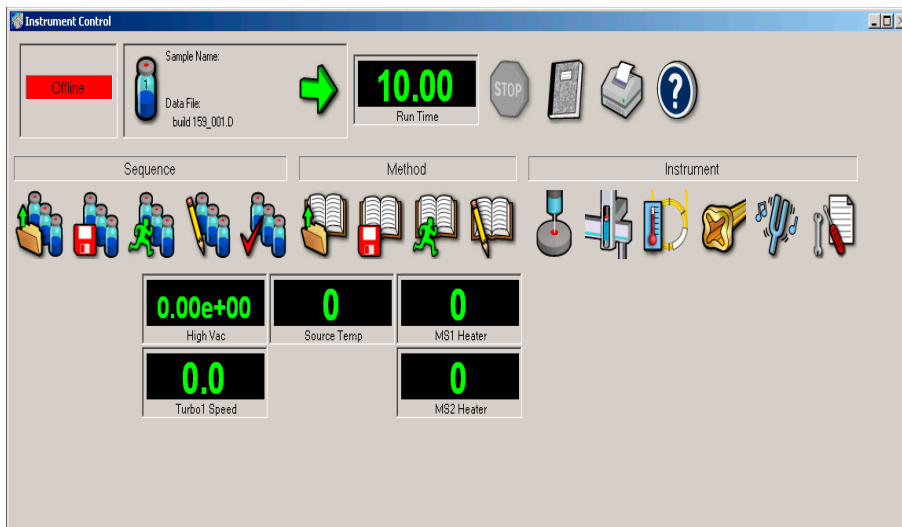 Instrument Control
Offline
Sample Name:
1
Data File:
build 159_001.D
10.00
Run Time
STOP
?
Sequence
Method
Instrument
0.00e+00
High Vac
0
Source Temp
0
MS1 Heater
0.0
Turbo1 Speed
0
MS2 Heater